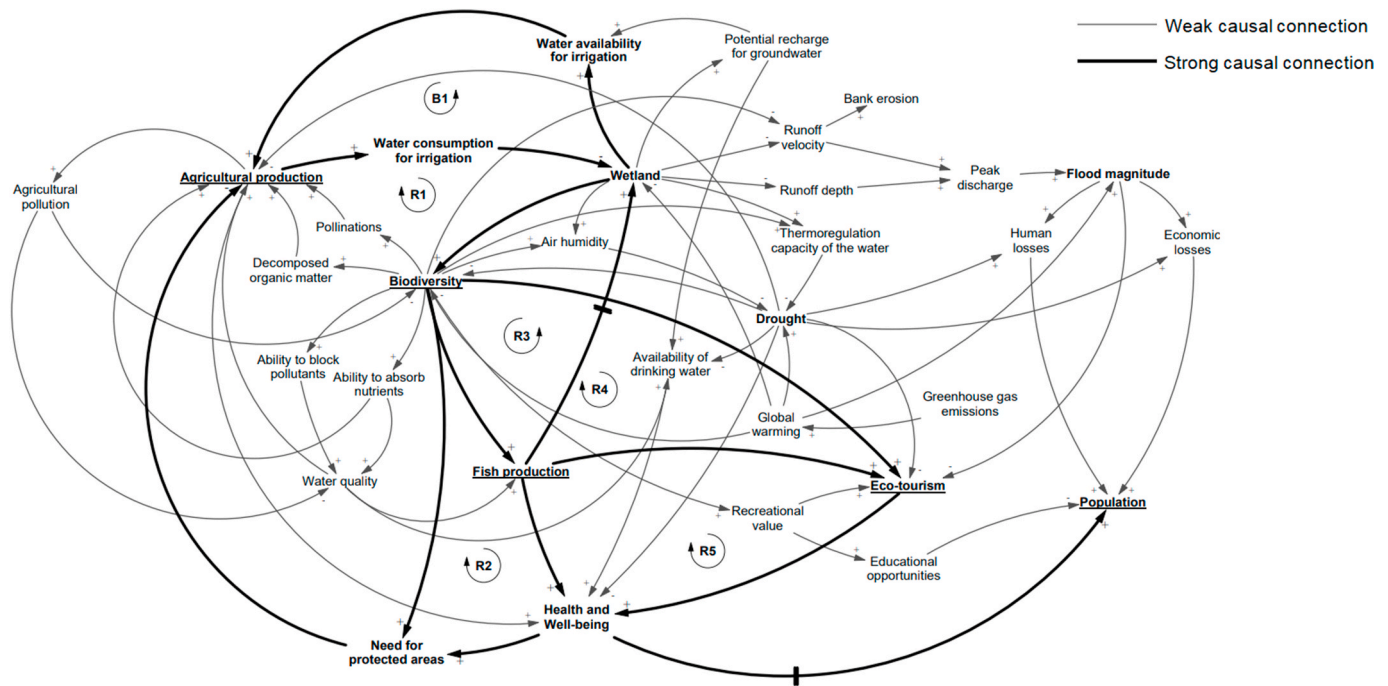 Weak causal connection
Strong causal connection
Water availability
for irrigation
Potential recharge
for groundwater
Bank erosion
B1
Runoff
velocity
Water consumption
for irrigation
Agricultural production
Wetland
Peak
discharge
Flood magnitude
Agricultural
pollution
R1
Runoff depth
Pollinations
Air humidity
Thermoregulation
capacity of the water
Human
losses
Economic
losses
Decomposed
organic matter
Biodiversity
Drought
R3
Ability to block
pollutants
Ability to absorb
nutrients
Availability of
drinking water
R4
Global
warming
Greenhouse gas
emissions
Water quality
Fish production
Eco-tourism
Population
Recreational
value
R2
R5
Educational
opportunities
Health and
Well-being
Need for
protected areas